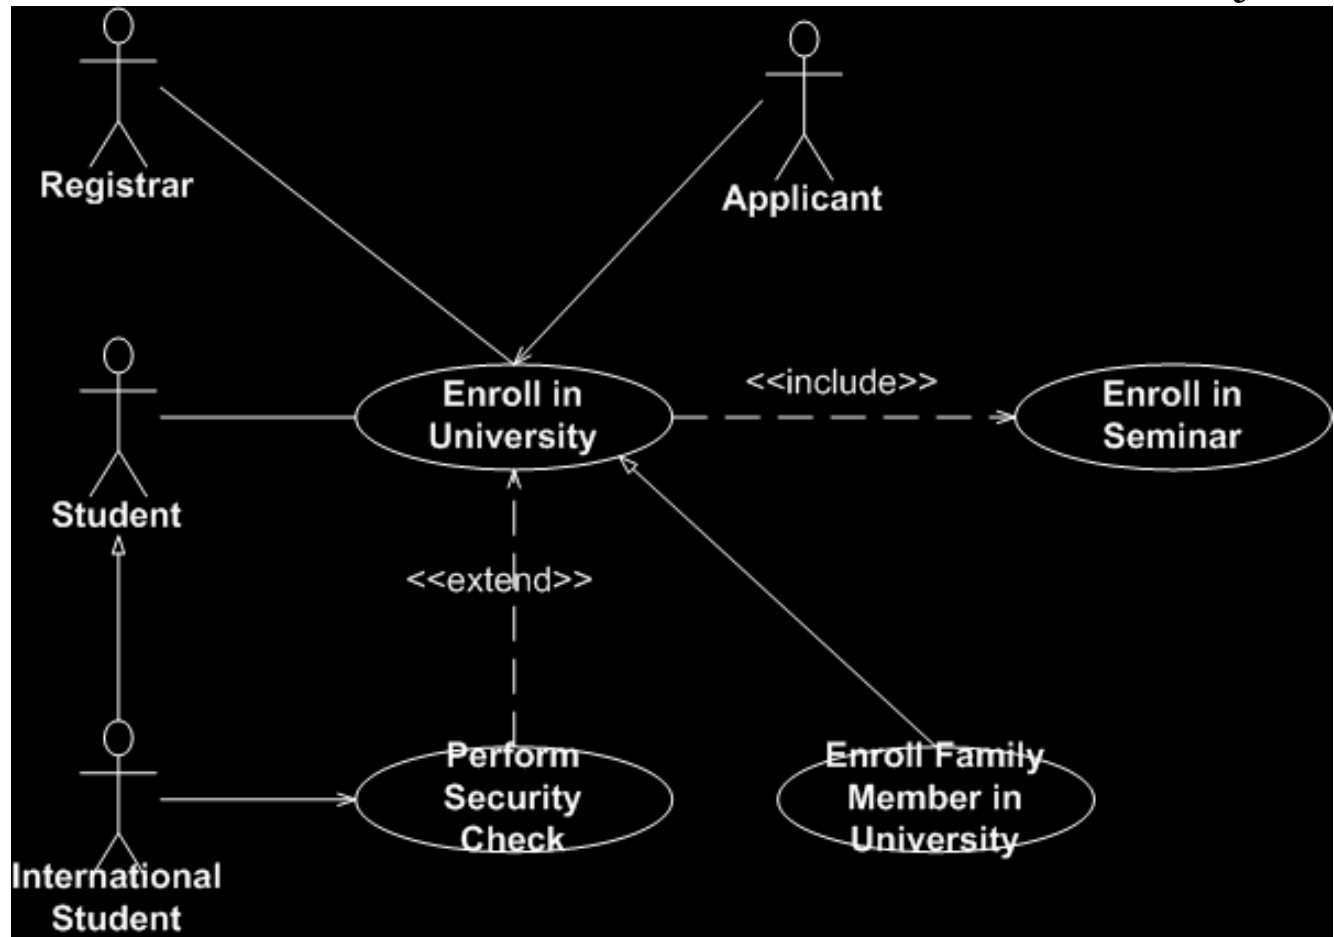 Registrar
Applicant
Enroll in
University
<<include>>
Enroll in
Seminar
Student
<<extend>>
Perform
Security
Check
Enroll Family
Member in
University
International
Student